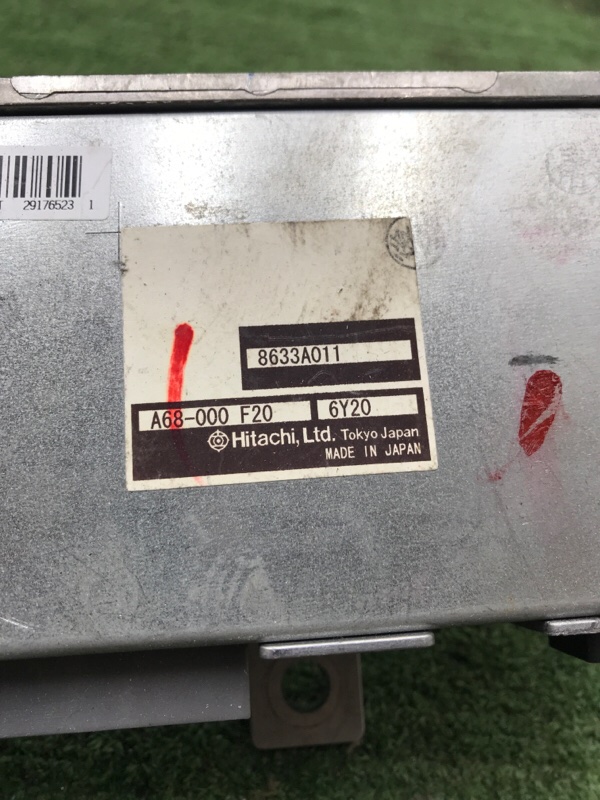 29176523 1
8633A011
A68-000 F20 6Y20
Hitachi, Ltd. Tokyo Japan
MADE IN JAPAN